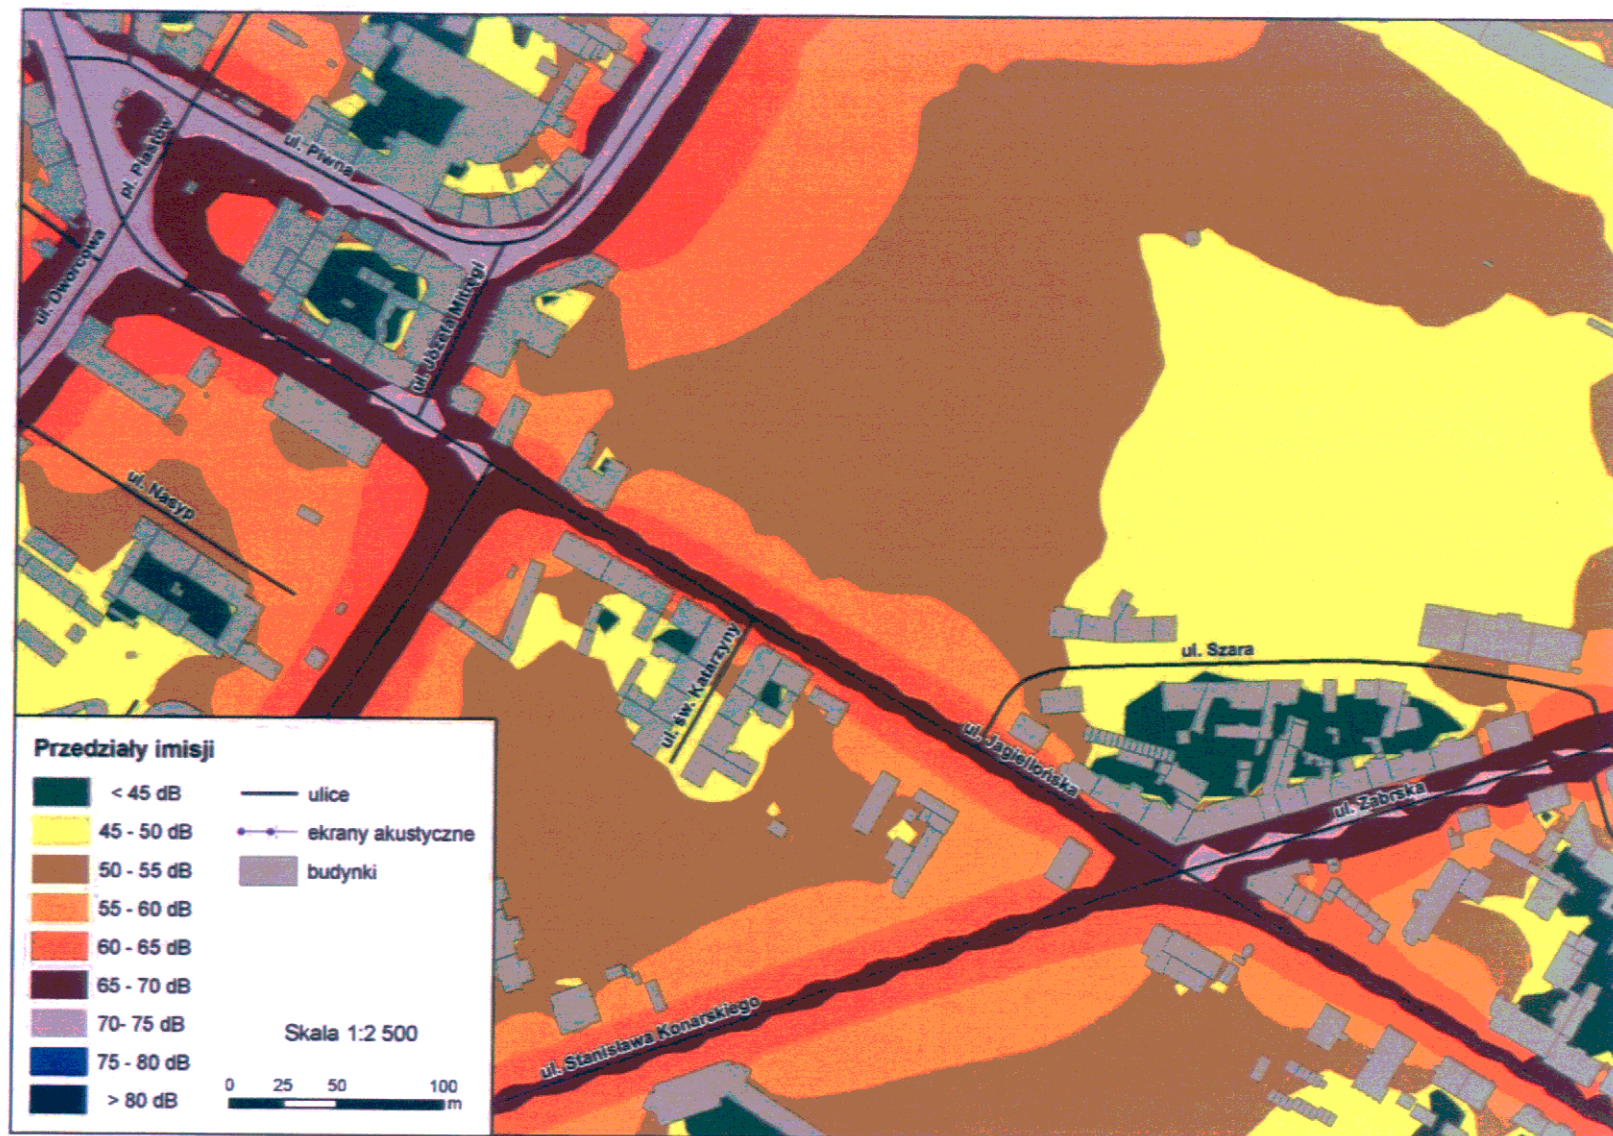 ul. Piwna
pl. Piastów
ul. Dworcowa
ul. Józefa Mitręgi
ul. Nasyp
ul. św. Katarzyny
ul. Szara
ul. Jagiellońska
ul. Zabrska
ul. Stanisława Konarskiego
Przedziały imisji
< 45 dB
45 - 50 dB
50 - 55 dB
55 - 60 dB
60 - 65 dB
65 - 70 dB
70- 75 dB
75 - 80 dB
> 80 dB
ulice
ekrany akustyczne
budynki
Skala 1:2 500
0 25 50 100
m